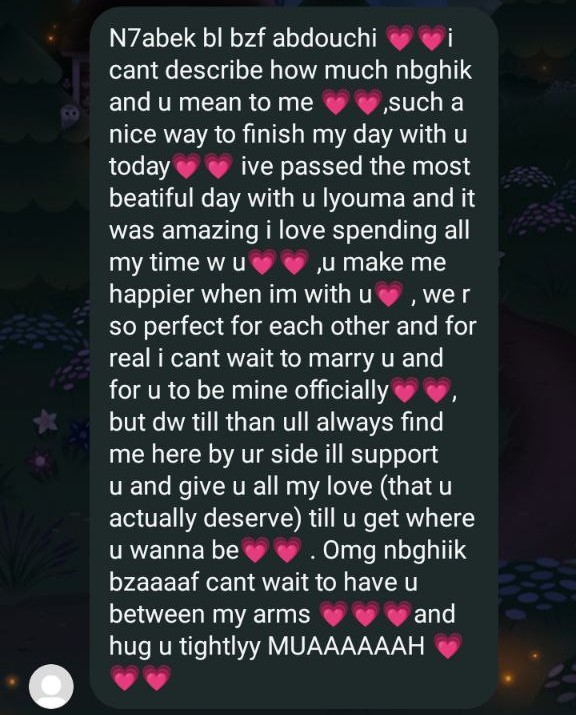 N7abek bl bzf abdouchi 💗💗i
cant describe how much nbghik
and u mean to me 💗💗,such a
nice way to finish my day with u
today💗💗 ive passed the most
beatiful day with u lyouma and it
was amazing i love spending all
my time w u💗💗 ,u make me
happier when im with u💗 , we r
so perfect for each other and for
real i cant wait to marry u and
for u to be mine officially💗💗,
but dw till than ull always find
me here by ur side ill support
u and give u all my love (that u
actually deserve) till u get where
u wanna be💗💗 . Omg nbghiik
bzaaaaf cant wait to have u
between my arms 💗💗💗and
hug u tightlyy MUAAAAAAH 💗
💗💗